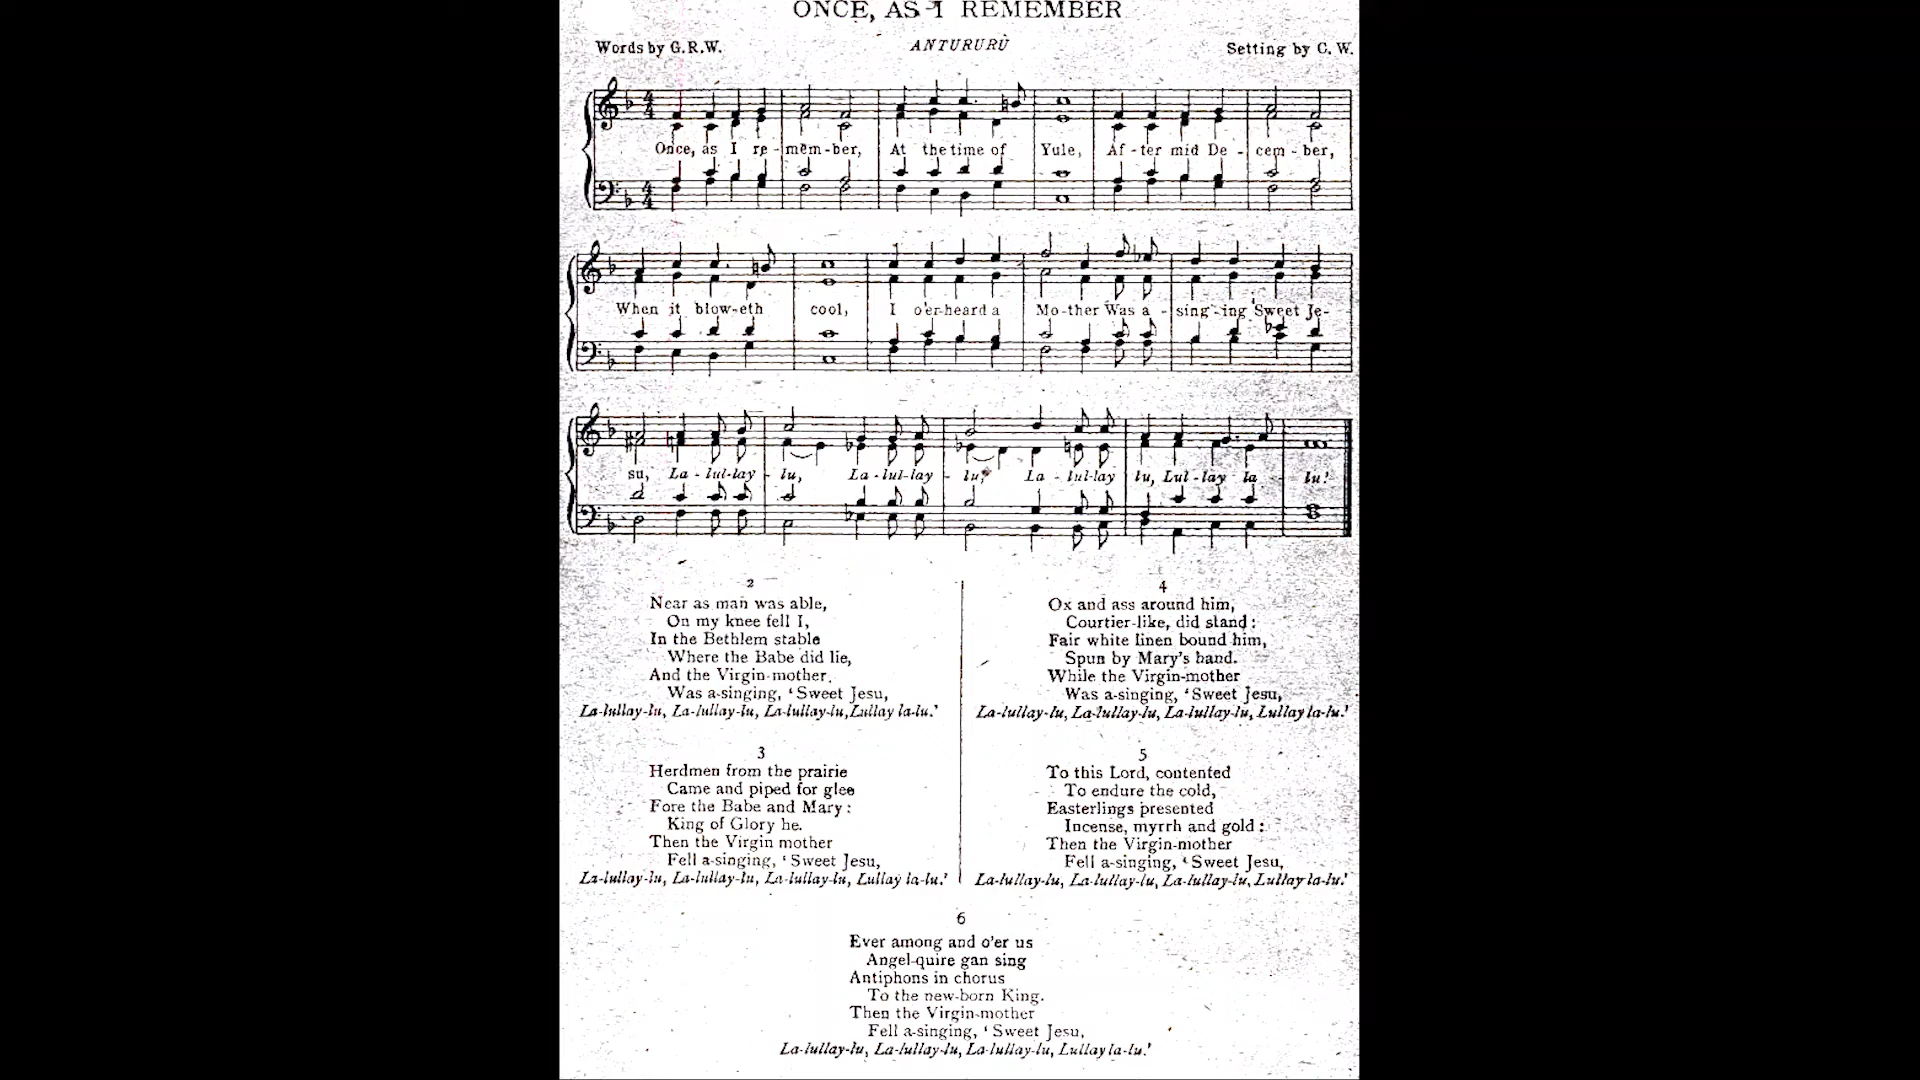 ONCE, AS I REMEMBER
Words by G.R.W. ANTURURÙ Setting by C. W.
Once, as I re-mem-ber, At the time of Yule, Af-ter mid De-cem-ber,
When it blow-eth cool, I o'er-heard a Mo-ther Was a-sing-ing 'Sweet Je-
su, La-lul-lay-lu, La-lul-lay-lu, La-lul-lay lu, Lul-lay la-lu!'
2
Near as man was able,
On my knee fell I,
In the Bethlem stable
Where the Babe did lie,
And the Virgin-mother.
Was a-singing, ‘Sweet Jesu,
La-lullay-lu, La-lullay-lu, La-lullay-lu, Lullay la-lu.’
3
Herdmen from the prairie
Came and piped for glee
Fore the Babe and Mary:
King of Glory he.
Then the Virgin mother
Fell a-singing, ‘Sweet Jesu,
La-lullay-lu, La-lullay-lu, La-lullay-lu, Lullay la-lu.’
4
Ox and ass around him,
Courtier-like, did stand:
Fair white linen bound him,
Spun by Mary's hand.
While the Virgin-mother
Was a-singing, ‘Sweet Jesu,
La-lullay-lu, La-lullay-lu, La-lullay-lu, Lullay la-lu.’
5
To this Lord, contented
To endure the cold,
Easterlings presented
Incense, myrrh and gold:
Then the Virgin-mother
Fell a-singing, ‘Sweet Jesu,
La-lullay-lu, La-lullay-lu, La-lullay-lu, Lullay la-lu.’
6
Ever among and o'er us
Angel-quire gan sing
Antiphons in chorus
To the new-born King.
Then the Virgin-mother
Fell a-singing, ‘Sweet Jesu,
La-lullay-lu, La-lullay-lu, La-lullay-lu, Lullay la-lu.’